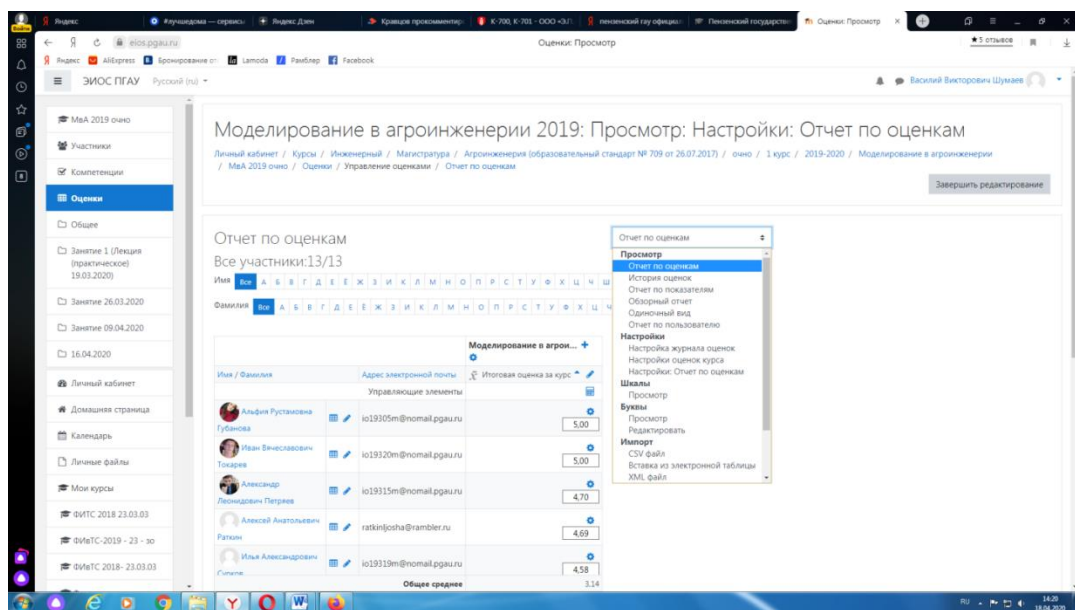 Войти
Яндекс
#лучшедома — сервисы
Яндекс.Дзен
Кравцов прокомментир
К-700, К-701 - ООО «З
пензенский гау официал
Пензенский государствен
Оценки: Просмотр
eios.pgau.ru
Оценки: Просмотр
★ 5 отзывов
Яндекс AliExpress Бронирование от Lamoda Рамблер Facebook
ЭИОС ПГАУ Русский (ru)
Василий Викторович Шумаев
МвА 2019 очно
Участники
Компетенции
Оценки
Общее
Занятие 1 (Лекция
(практическое)
19.03.2020)
Занятие 26.03.2020
Занятие 09.04.2020
16.04.2020
Личный кабинет
Домашняя страница
Календарь
Личные файлы
Мои курсы
ФИТС 2018 23.03.03
ФИвТС-2019 - 23 - зо
ФИвТС 2018- 23.03.03
Моделирование в агроинженерии 2019: Просмотр: Настройки: Отчет по оценкам
Личный кабинет / Курсы / Инженерный / Магистратура / Агроинженерия (образовательный стандарт № 709 от 26.07.2017) / очно / 1 курс / 2019-2020 / Моделирование в агроинженерии
/ МвА 2019 очно / Оценки / Управление оценками / Отчет по оценкам
Завершить редактирование
Отчет по оценкам
Все участники:13/13
Имя Все А Б В Г Д Е Ё Ж З И К Л М Н О П Р С Т У Ф Х Ц Ч Ш
Фамилия Все А Б В Г Д Е Ё Ж З И К Л М Н О П Р С Т У Ф Х Ц Ч
Моделирование в агрои...
Имя / Фамилия Адрес электронной почты Итоговая оценка за курс
Управляющие элементы
Альфия Рустамовна
Губанова
io19305m@nomail.pgau.ru
5,00
Иван Вячеславович
Токарев
io19320m@nomail.pgau.ru
5,00
Александр
Леонидович Петряев
io19315m@nomail.pgau.ru
4,70
Алексей Анатольевич
Раткин
ratkinljosha@rambler.ru
4,69
Илья Александрович
io19319m@nomail.pgau.ru
4,58
Общее среднее 3,14
Отчет по оценкам
Просмотр
Отчет по оценкам
История оценок
Отчет по показателям
Обзорный отчет
Одиночный вид
Отчет по пользователю
Настройки
Настройка журнала оценок
Настройки оценок курса
Настройки: Отчет по оценкам
Шкалы
Просмотр
Буквы
Просмотр
Редактировать
Импорт
CSV файл
Вставка из электронной таблицы
XML файл
RU
14:20
18.04.2020